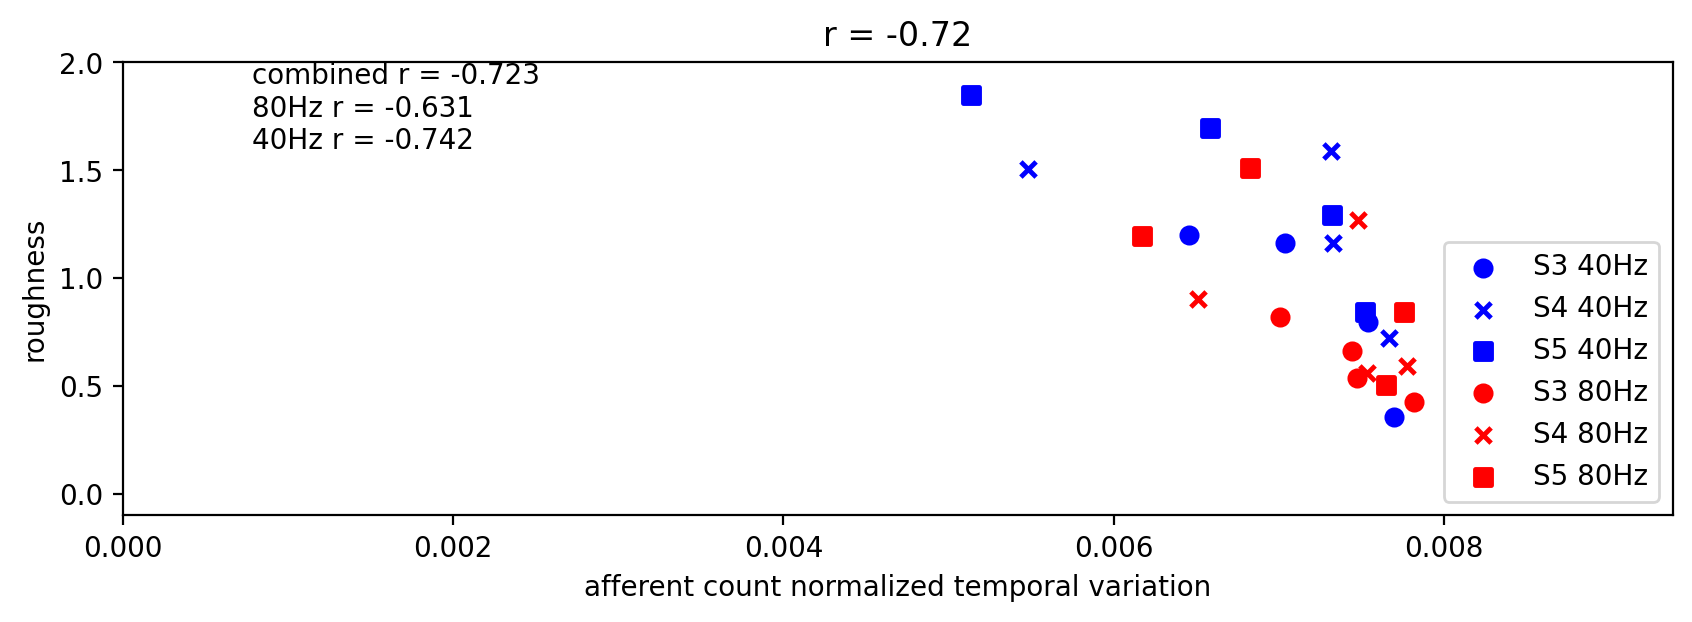 r = -0.72
combined r = -0.723
80Hz r = -0.631
40Hz r = -0.742
2.0
1.5
1.0
0.5
0.0
roughness
S3 40Hz
S4 40Hz
S5 40Hz
S3 80Hz
S4 80Hz
S5 80Hz
0.000 0.002 0.004 0.006 0.008
afferent count normalized temporal variation